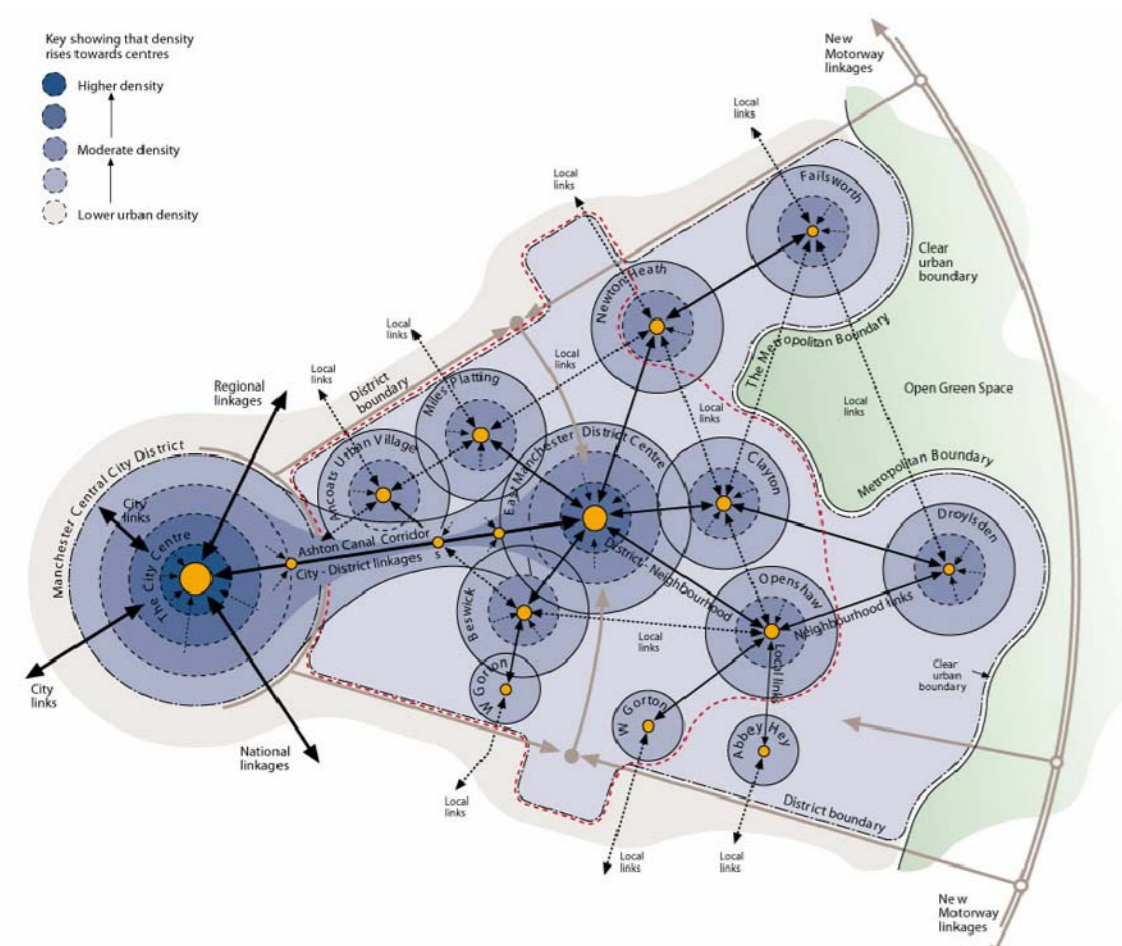 Key showing that density
rises towards centres
Higher density
Moderate density
Lower urban density
New
Motorway
linkages
Local
links
Local
links
Failsworth
Clear
urban
boundary
Newton Heath
The Metropolitan Boundary
Open Green Space
Local
links
Local
links
Local
links
Local
links
Regional
linkages
District
boundary
Local
links
Miles Platting
Ancoats Urban Village
East Manchester District Centre
Clayton
Metropolitan Boundary
Droylsden
Manchester Central City District
City
links
The City Centre
Ashton Canal Corridor
s
City - District linkages
District - Neighbourhood
Openshaw
Neighbourhood links
Beswick
Local
links
Local links
Clear
urban
boundary
W Gorton
W Gorton
Abbey Hey
City
links
National
linkages
Local
links
District boundary
Local
links
Local
links
New
Motorway
linkages